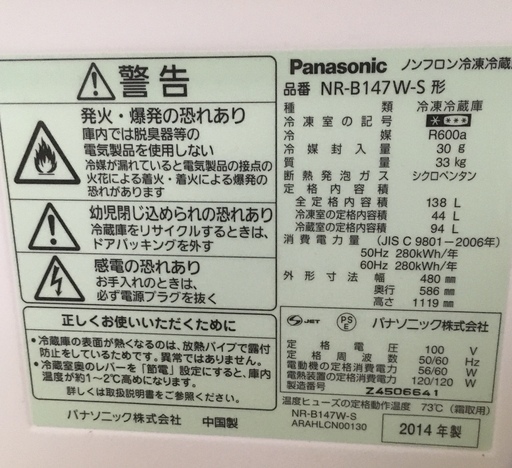 警告
発火・爆発の恐れあり
庫内では脱臭器等の
電気製品を使用しない
冷媒が漏れていると電気製品の接点の
火花による着火・着火による爆発の
恐れがあります
幼児閉じ込められの恐れあり
冷蔵庫をリサイクルするときは、
ドアパッキングを外す
感電の恐れあり
お手入れのときは、
必ず電源プラグを抜く
正しくお使いいただくために
●冷蔵庫の表面が熱くなるのは、放熱パイプで露付
防止をしているためです。異常ではありません。
●冷蔵室奥のレバーを「節電」設定にすると、庫内
温度が約1～2℃高めになります。
パナソニック株式会社 中国製
Panasonic ノンフロン冷凍冷蔵
品番 NR-B147W-S 形
種類 冷凍冷蔵庫
冷凍室の記号
冷媒 R600a
冷媒封入量 30 g
質量 33 kg
断熱発泡ガス シクロペンタン
定格内容積
全定格内容積 138 L
冷凍室の定格内容積 44 L
冷蔵室の定格内容積 94 L
消費電力量 (JIS C 9801-2006年)
50Hz 280kWh/年
60Hz 280kWh/年
外形寸法 幅 480 mm
奥行 586 mm
高さ 1119 mm
S JET PS E パナソニック株式会社
定格電圧 100 V
定格周波数 50/60 Hz
電動機の定格消費電力 56/60 W
電熱装置の定格消費電力 120/120 W
製造番号 Z4506641
温度ヒューズの定格動作温度 73℃ (霜取用)
NR-B147W-S
ARAHLCN00130 2014 年製